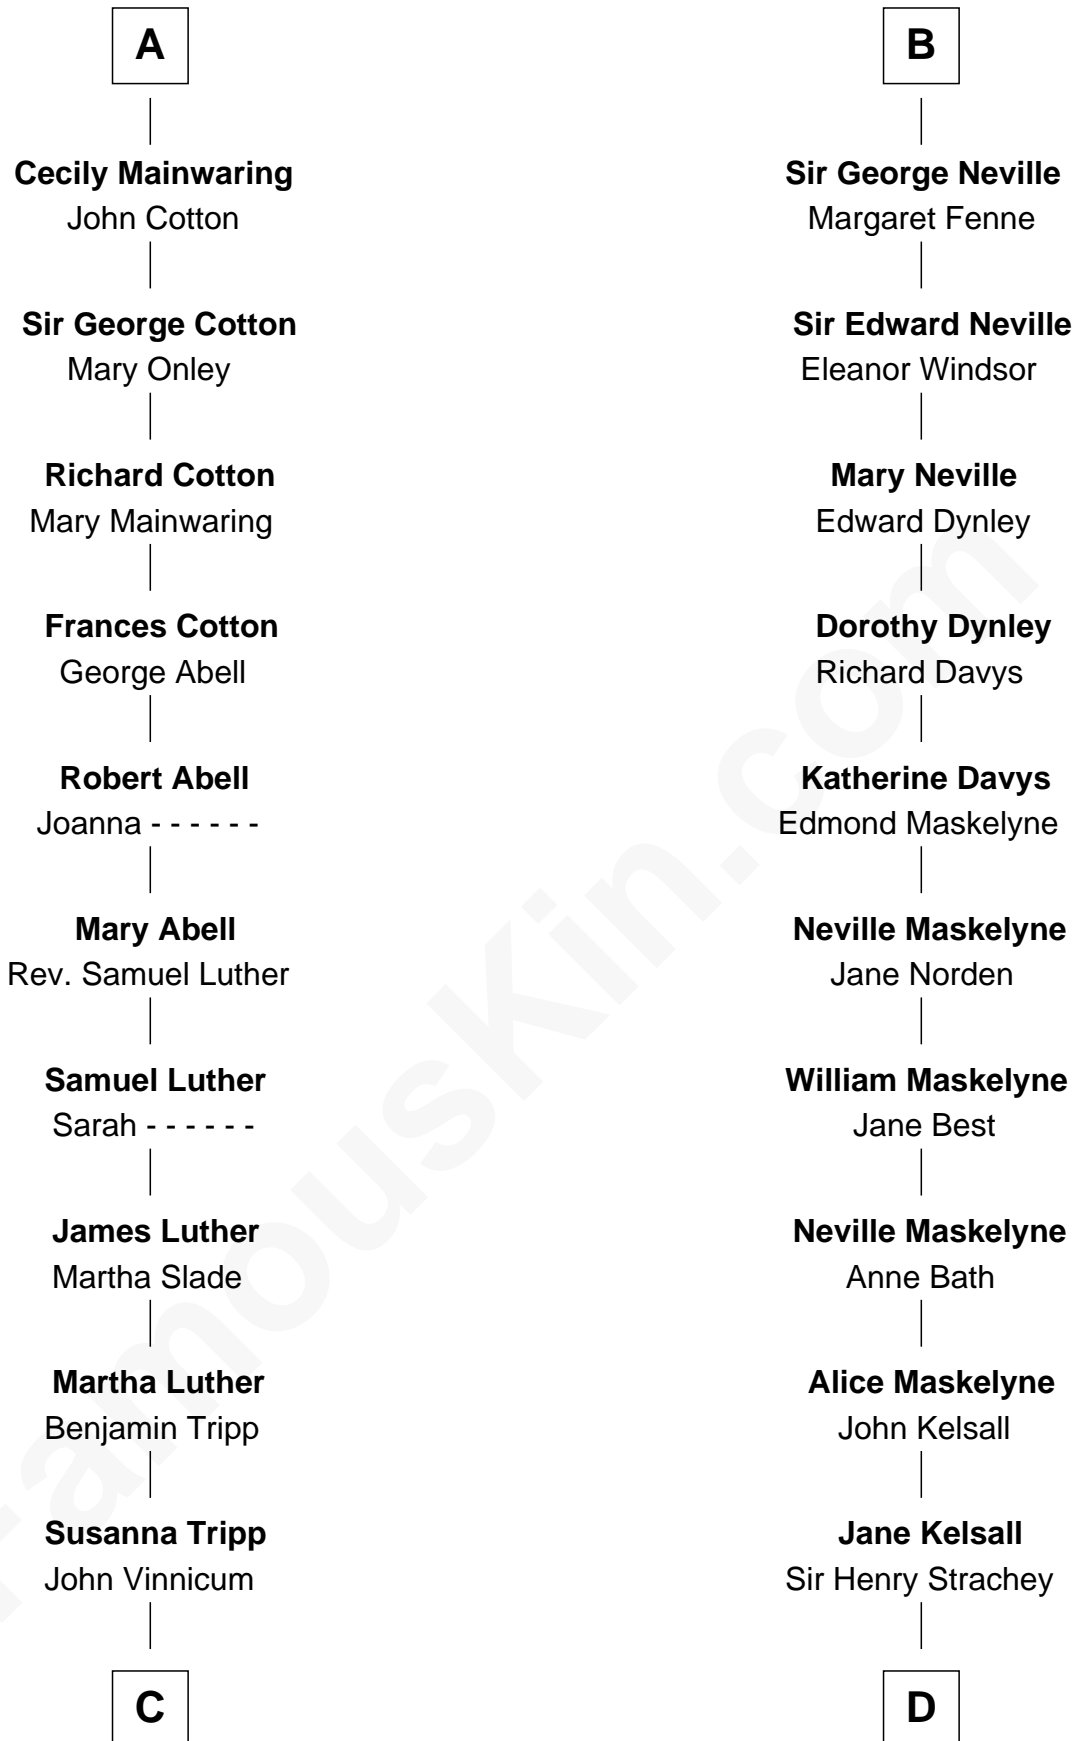 A
Cecily Mainwaring
John Cotton
Sir George Cotton
Mary Onley
Richard Cotton
Mary Mainwaring
Frances Cotton
George Abell
Robert Abell
Joanna - - - - - -
Mary Abell
Rev. Samuel Luther
Samuel Luther
Sarah - - - - - -
James Luther
Martha Slade
Martha Luther
Benjamin Tripp
Susanna Tripp
John Vinnicum
C
B
Sir George Neville
Margaret Fenne
Sir Edward Neville
Eleanor Windsor
Mary Neville
Edward Dynley
Dorothy Dynley
Richard Davys
Katherine Davys
Edmond Maskelyne
Neville Maskelyne
Jane Norden
William Maskelyne
Jane Best
Neville Maskelyne
Anne Bath
Alice Maskelyne
John Kelsall
Jane Kelsall
Sir Henry Strachey
D
FamousKin.com